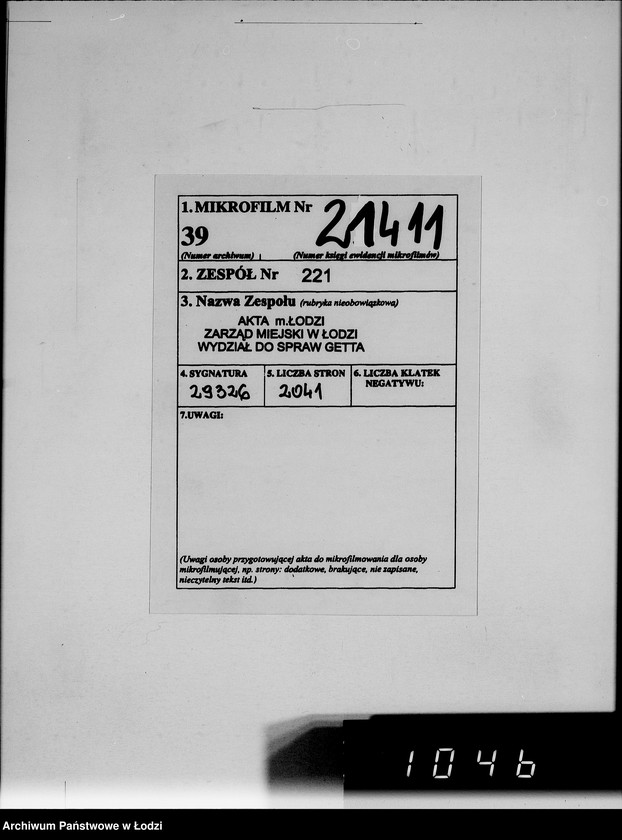 1. MIKROFILM Nr 21411
39
(Numer archiwum) (Numer księgi ewidencji mikrofilmów)
2. ZESPÓŁ Nr 221
3. Nazwa Zespołu (rubryka nieobowiązkowa)
AKTA m.ŁODZI
ZARZĄD MIEJSKI W ŁODZI
WYDZIAŁ DO SPRAW GETTA
4. SYGNATURA 5. LICZBA STRON 6. LICZBA KLATEK
NEGATYWU:
29326 2041
7.UWAGI:
(Uwagi osoby przygotowującej akta do mikrofilmowania dla osoby
mikrofilmującej, np. strony: dodatkowe, brakujące, nie zapisane,
nieczytelny tekst itd.)
1046
Archiwum Państwowe w Łodzi